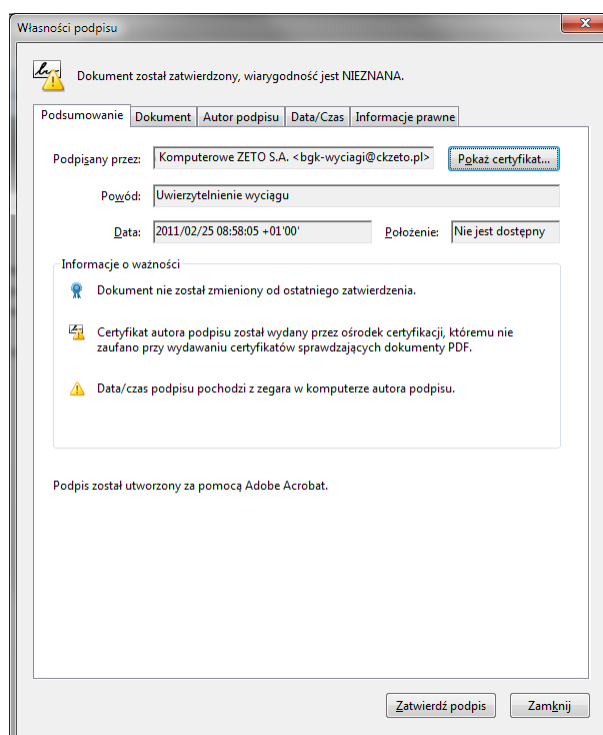 Własności podpisu
Dokument został zatwierdzony, wiarygodność jest NIEZNANA.
Podsumowanie Dokument Autor podpisu Data/Czas Informacje prawne
Podpisany przez: Komputerowe ZETO S.A. <bgk-wyciagi@ckzeto.pl> Pokaż certyfikat...
Powód: Uwierzytelnienie wyciągu
Data: 2011/02/25 08:58:05 +01'00' Położenie: Nie jest dostępny
Informacje o ważności
Dokument nie został zmieniony od ostatniego zatwierdzenia.
Certyfikat autora podpisu został wydany przez ośrodek certyfikacji, któremu nie
zaufano przy wydawaniu certyfikatów sprawdzających dokumenty PDF.
Data/czas podpisu pochodzi z zegara w komputerze autora podpisu.
Podpis został utworzony za pomocą Adobe Acrobat.
Zatwierdź podpis Zamknij